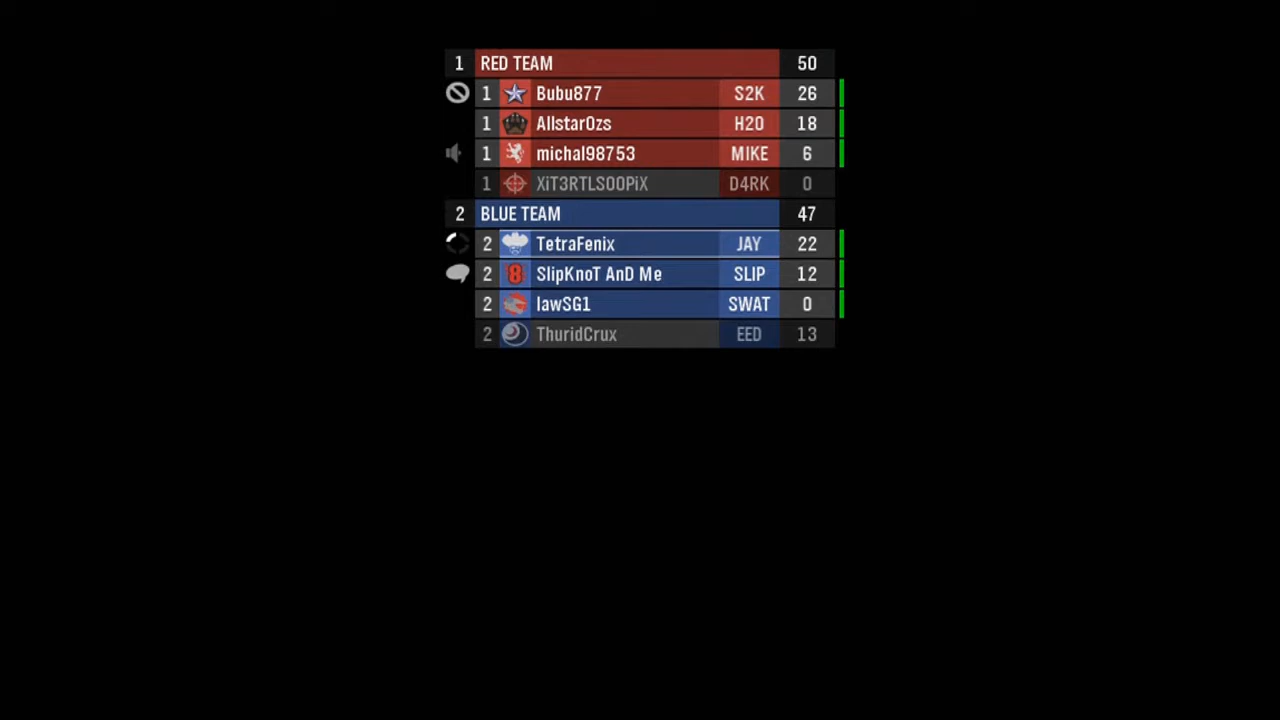 1 RED TEAM 50
1 Bubu877 S2K 26
1 AllstarOzs H2O 18
1 michal98753 MIKE 6
1 XiT3RTLSOOPiX D4RK 0
2 BLUE TEAM 47
2 TetraFenix JAY 22
2 SlipKnoT AnD Me SLIP 12
2 lawSG1 SWAT 0
2 ThuridCrux EED 13